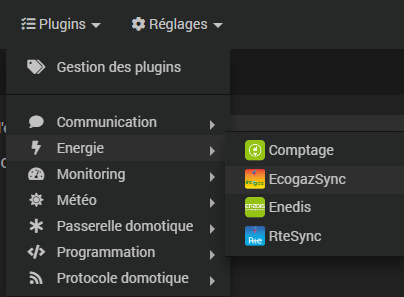 Plugins Réglages
Gestion des plugins
Communication
Energie
Monitoring
Météo
Passerelle domotique
Programmation
Protocole domotique
Comptage
EcogazSync
Enedis
RteSync